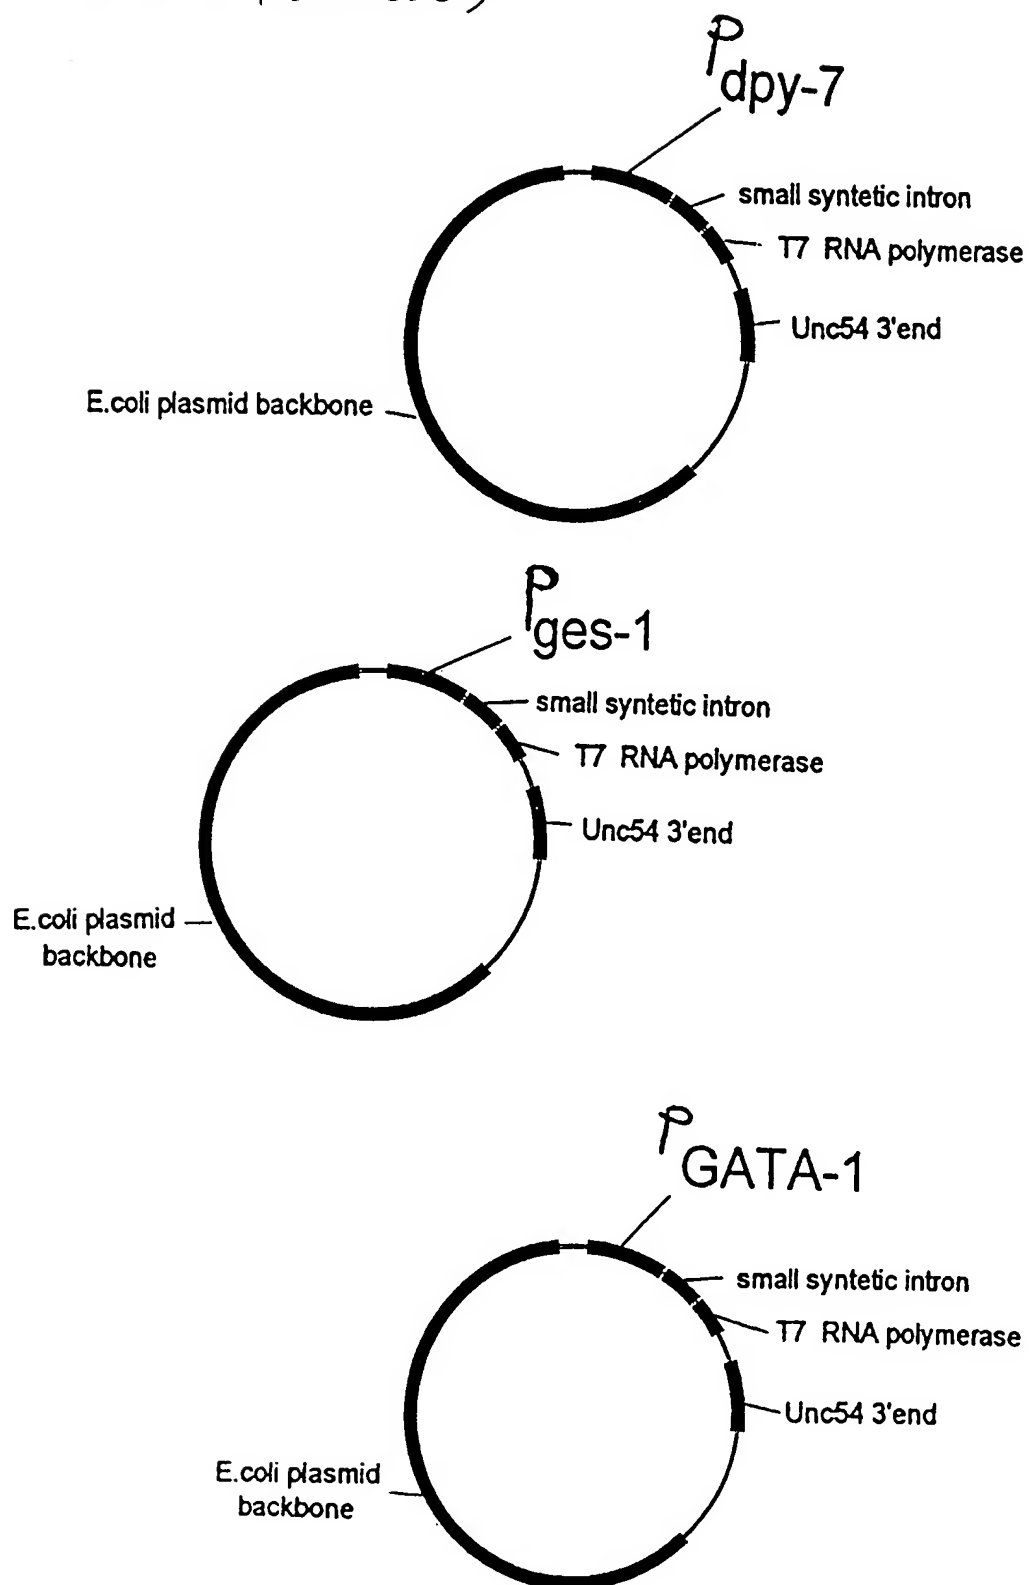 P dpy-7
small syntetic intron
T7 RNA polymerase
Unc54 3'end
E.coli plasmid backbone
P ges-1
small syntetic intron
T7 RNA polymerase
Unc54 3'end
E.coli plasmid
backbone
P GATA-1
small syntetic intron
T7 RNA polymerase
Unc54 3'end
E.coli plasmid
backbone